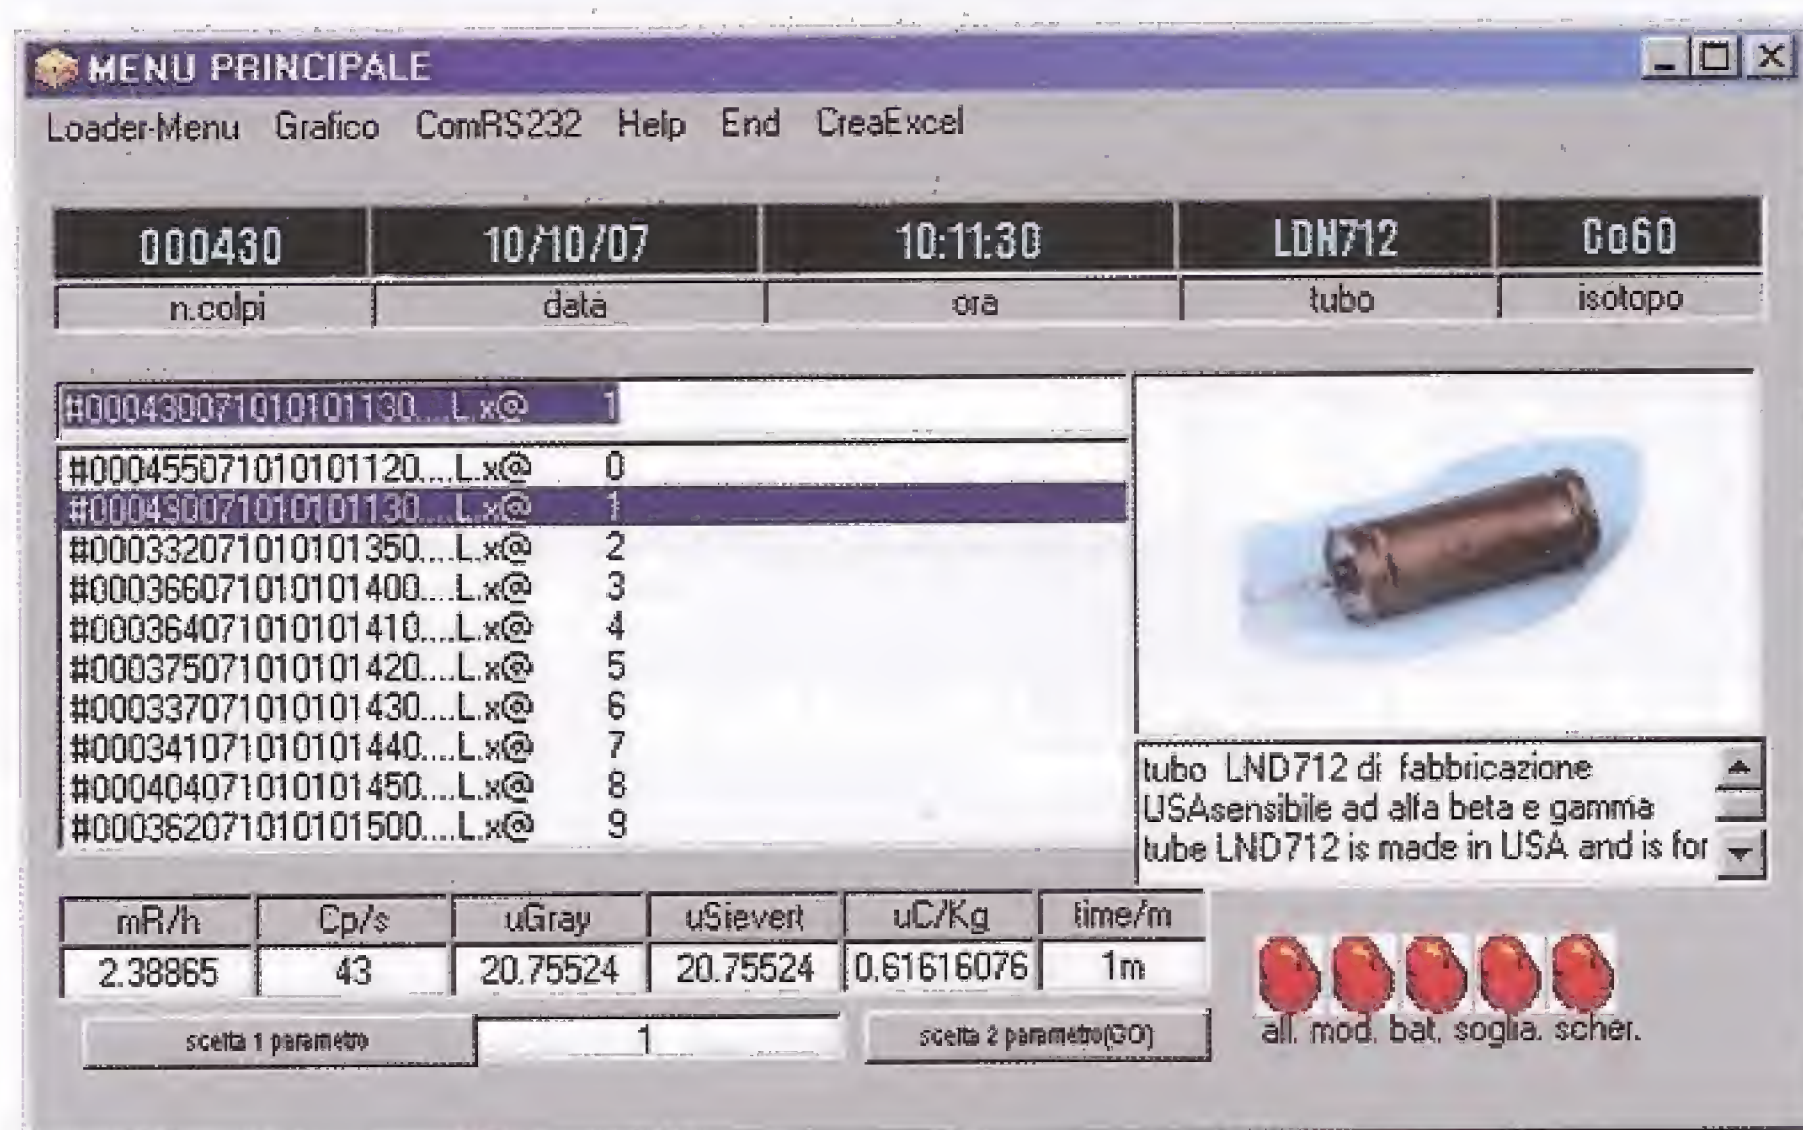 MENU PRINCIPALE
Loader-Menu Grafico ComRS232 Help End CreaExcel
000430 10/10/07 10:11:30 LDN712 Co60
n.colpi data ora tubo isotopo
#000430071010101130....L.x@ 1
#000455071010101120....L.x@ 0
#000430071010101130....L.x@ 1
#000332071010101350....L.x@ 2
#000366071010101400....L.x@ 3
#000364071010101410....L.x@ 4
#000375071010101420....L.x@ 5
#000337071010101430....L.x@ 6
#000341071010101440....L.x@ 7
#000404071010101450....L.x@ 8
#000362071010101500....L.x@ 9
tubo LND712 di fabbricazione
USAsensibile ad alfa beta e gamma
tube LND712 is made in USA and is for
mR/h Cp/s uGray uSievert uC/Kg time/m
2.38865 43 20.75524 20.75524 0.61616076 1m
scelta 1 parametro 1 scelta 2 parametro(GO)
all. mod. bat. soglia. scher.